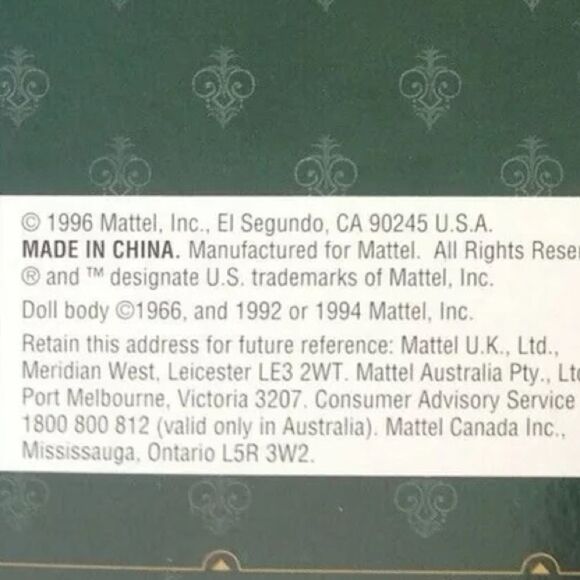 © 1996 Mattel, Inc., El Segundo, CA 90245 U.S.A.
MADE IN CHINA. Manufactured for Mattel. All Rights Reser
® and ™ designate U.S. trademarks of Mattel, Inc.
Doll body ©1966, and 1992 or 1994 Mattel, Inc.
Retain this address for future reference: Mattel U.K., Ltd.,
Meridian West, Leicester LE3 2WT. Mattel Australia Pty., Ltd
Port Melbourne, Victoria 3207. Consumer Advisory Service
1800 800 812 (valid only in Australia). Mattel Canada Inc.,
Mississauga, Ontario L5R 3W2.